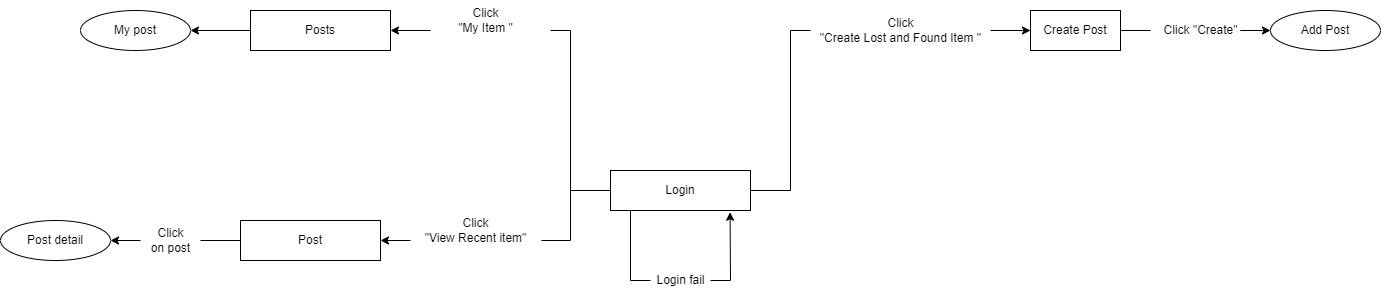 My post
Posts
Click
"My Item "
Click
"Create Lost and Found Item "
Create Post
Click "Create"
Add Post
Login
Post detail
Click
on post
Post
Click
"View Recent item"
Login fail